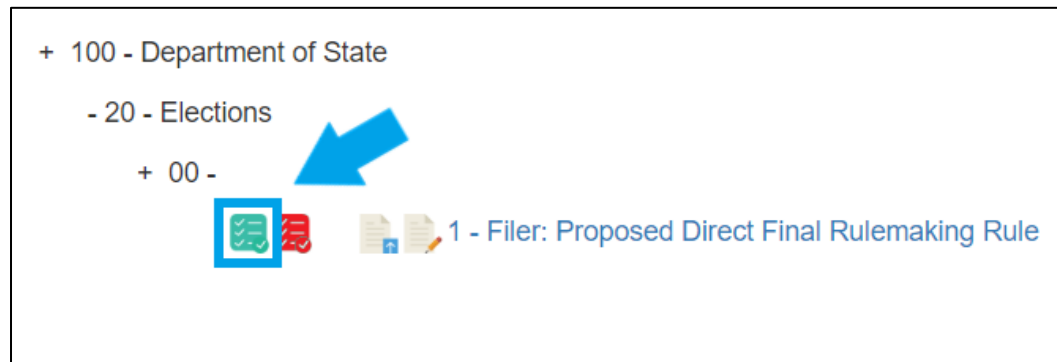 + 100 - Department of State
- 20 - Elections
+ 00 -
1 - Filer: Proposed Direct Final Rulemaking Rule